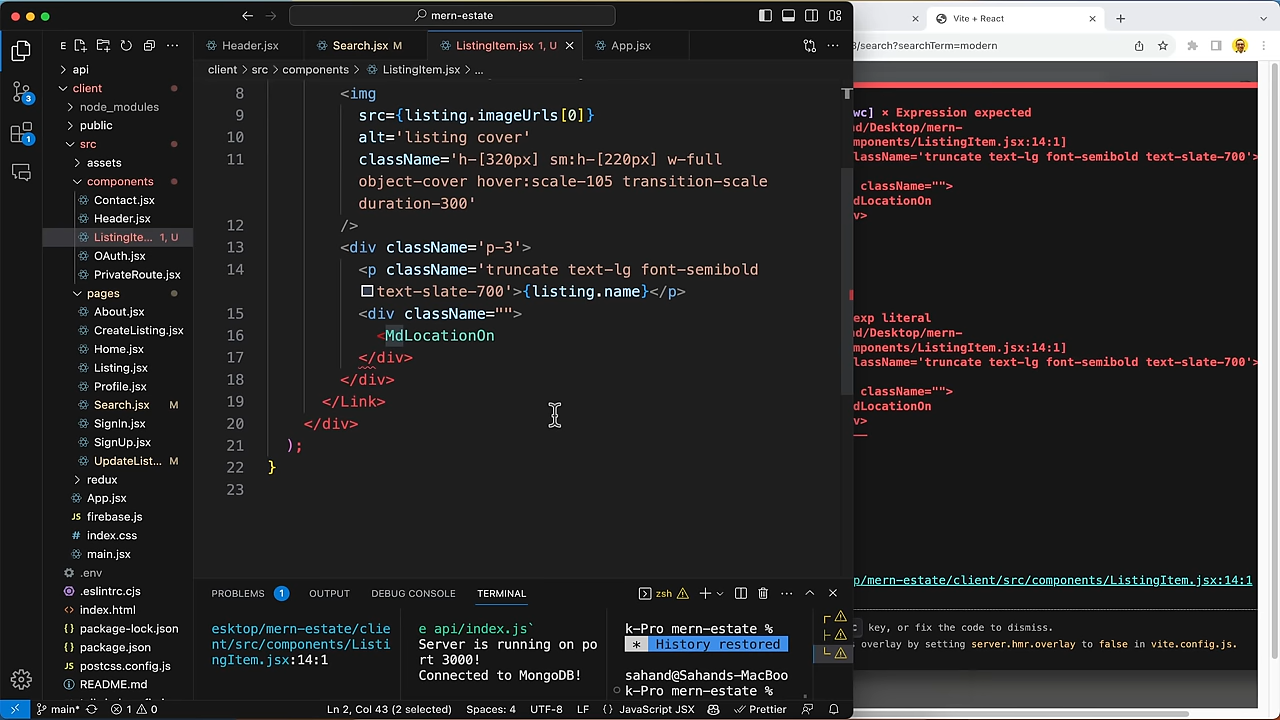 mern-estate
E
Header.jsx
Search.jsx M
ListingItem.jsx 1, U
App.jsx
client > src > components > ListingItem.jsx > ...
api
client
node_modules
public
src
assets
components
Contact.jsx
Header.jsx
ListingIte... 1, U
OAuth.jsx
PrivateRoute.jsx
pages
About.jsx
CreateListing.jsx
Home.jsx
Listing.jsx
Profile.jsx
Search.jsx M
SignIn.jsx
SignUp.jsx
UpdateList... M
redux
App.jsx
firebase.js
index.css
main.jsx
.env
.eslintrc.cjs
index.html
package-lock.json
package.json
postcss.config.js
README.md
3
1
8 <img
9 src={listing.imageUrls[0]}
10 alt='listing cover'
11 className='h-[320px] sm:h-[220px] w-full
object-cover hover:scale-105 transition-scale
duration-300'
12 />
13 <div className='p-3'>
14 <p className='truncate text-lg font-semibold
text-slate-700'>{listing.name}</p>
15 <div className="">
16 <MdLocationOn
17 </div>
18 </div>
19 </Link>
20 </div>
21 );
22 }
23
PROBLEMS 1 OUTPUT DEBUG CONSOLE TERMINAL
zsh
esktop/mern-estate/clie
nt/src/components/Listi
ngItem.jsx:14:1
e api/index.js`
Server is running on po
rt 3000!
Connected to MongoDB!
k-Pro mern-estate %
* History restored
sahand@Sahands-MacBoo
k-Pro mern-estate %
main* 1 0 Ln 2, Col 43 (2 selected) Spaces: 4 UTF-8 LF {} JavaScript JSX Prettier
Vite + React
3/search?searchTerm=modern
wc] × Expression expected
nd/Desktop/mern-
mponents/ListingItem.jsx:14:1]
lassName='truncate text-lg font-semibold text-slate-700'>
className="">
dLocationOn
v>
exp literal
nd/Desktop/mern-
mponents/ListingItem.jsx:14:1]
lassName='truncate text-lg font-semibold text-slate-700'>
className="">
dLocationOn
v>
p/mern-estate/client/src/components/ListingItem.jsx:14:1
c key, or fix the code to dismiss.
overlay by setting server.hmr.overlay to false in vite.config.js.